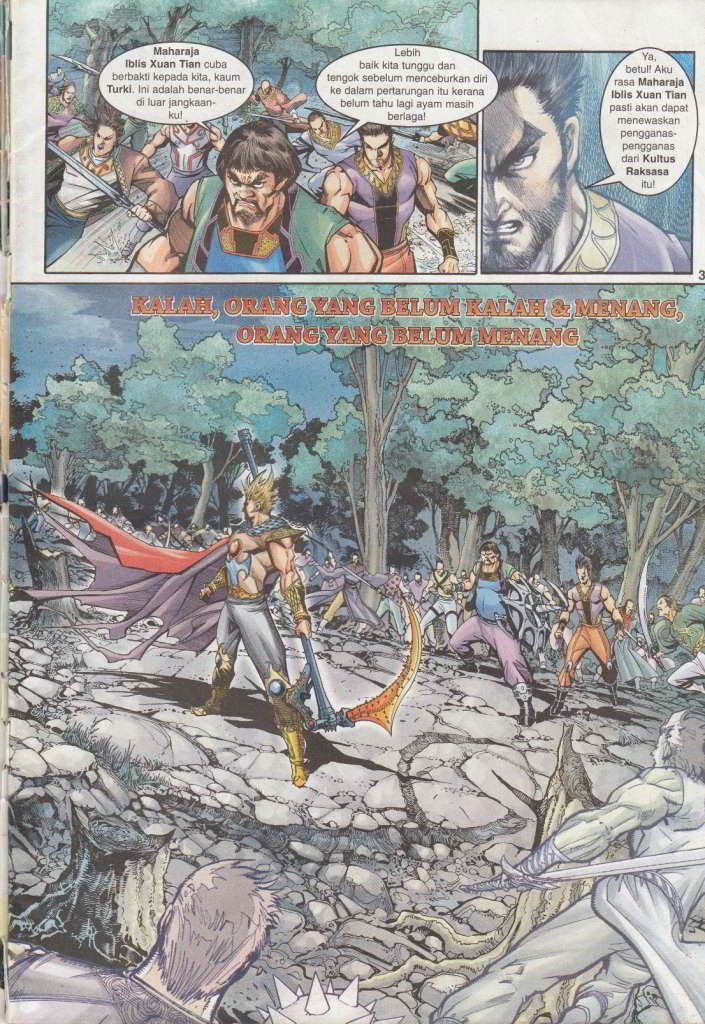 Maharaja
Iblis Xuan Tian cuba
berbakti kepada kita, kaum
Turki. Ini adalah benar-benar
di luar jangkaan-
ku!
Lebih
baik kita tunggu dan
tengok sebelum menceburkan diri
ke dalam pertarungan itu kerana
belum tahu lagi ayam masih
berlaga!
Ya,
betul! Aku
rasa Maharaja
Iblis Xuan Tian
pasti akan dapat
menewaskan
pengganas-
pengganas
dari Kultus
Raksasa
itu!
3
KALAH, ORANG YANG BELUM KALAH & MENANG,
ORANG YANG BELUM MENANG